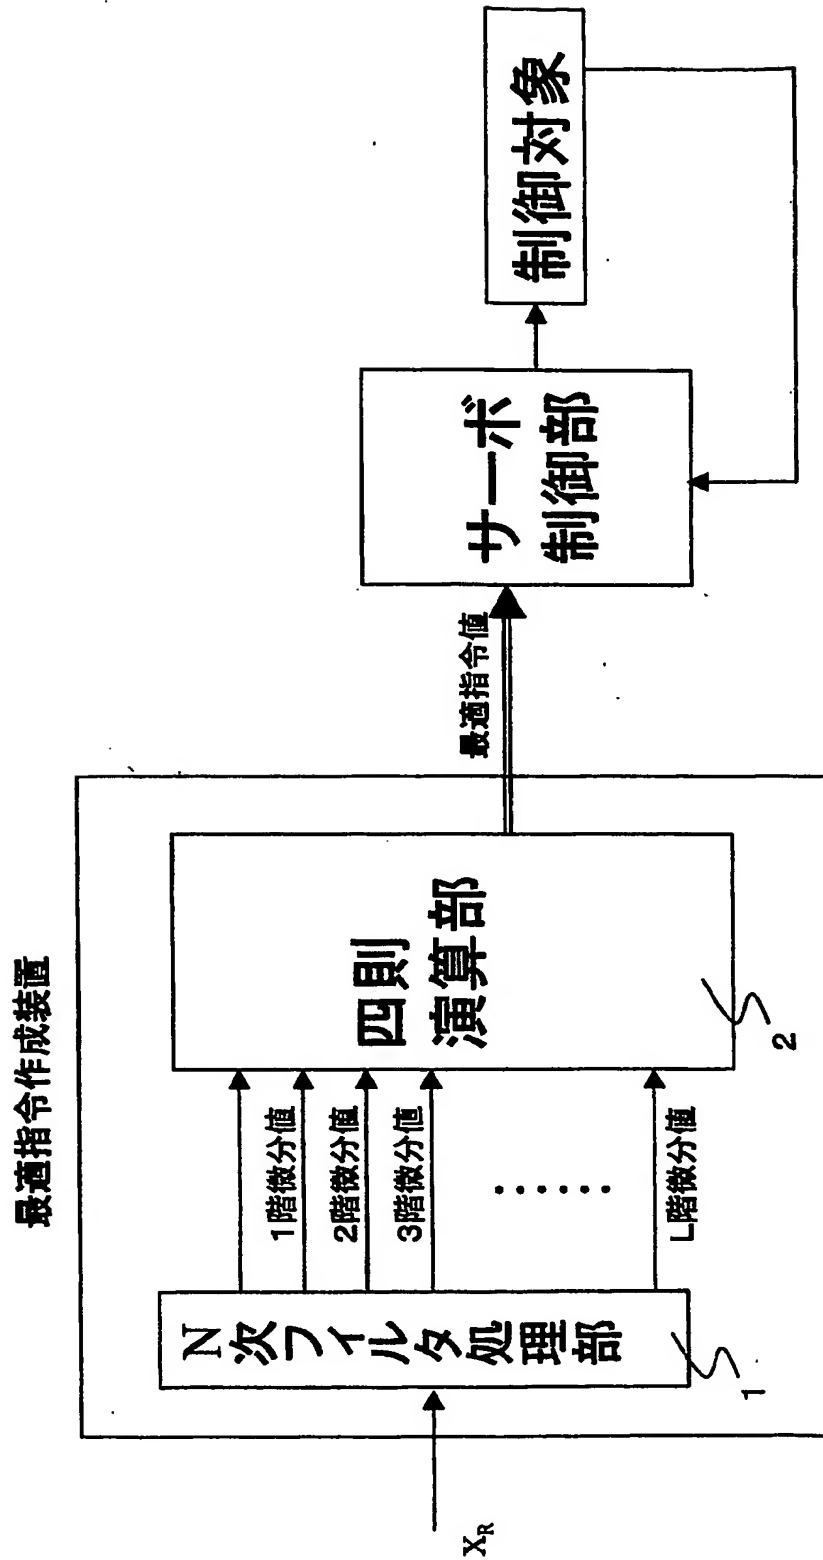 最適指令作成装置
X_R
N次フィルタ処理部
1
1階微分値
2階微分値
3階微分値
......
L階微分値
四則
演算部
2
最適指令値
サーボ
制御部
制御対象